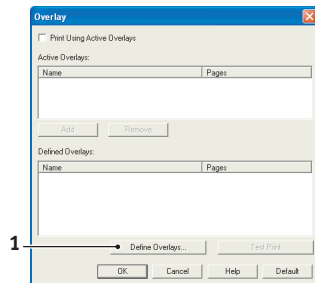 Overlay
Print Using Active Overlays
Active Overlays:
Name Pages
Add Remove
Defined Overlays:
Name Pages
1 Define Overlays... Test Print
OK Cancel Help Default